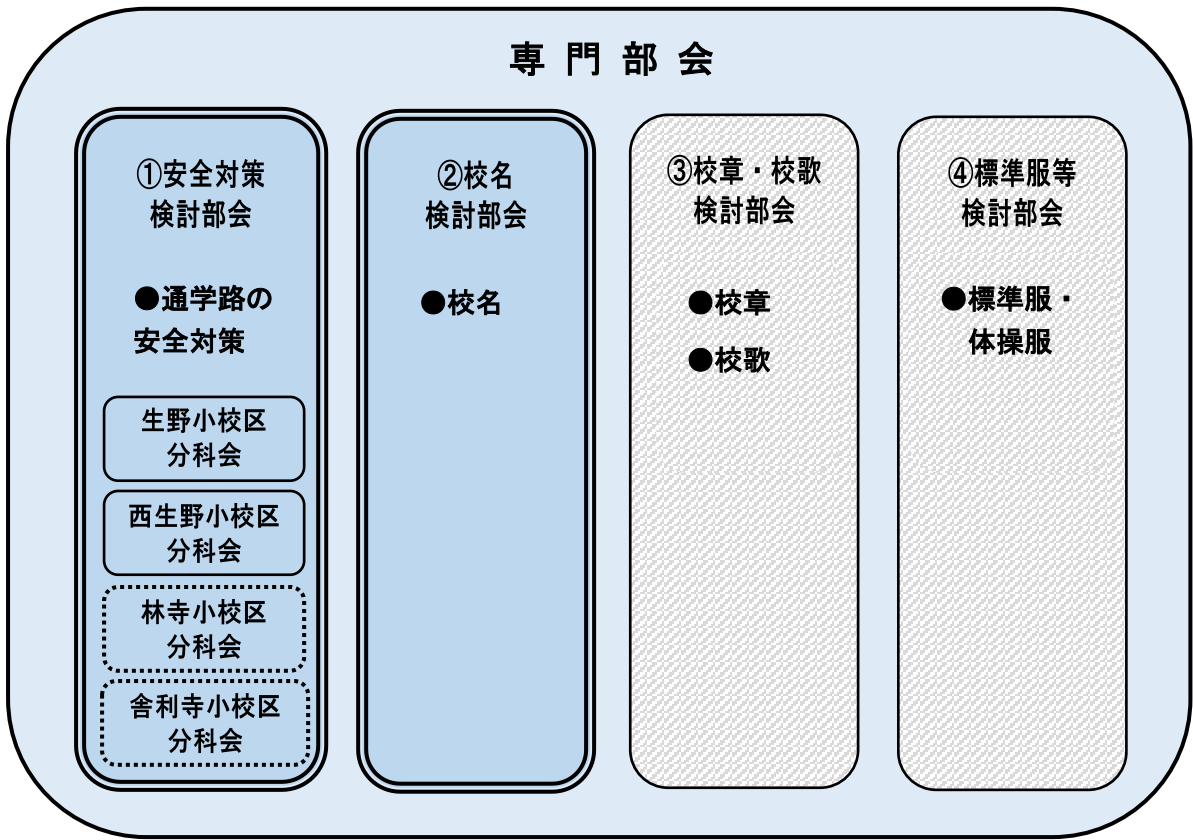 専門部会
①安全対策
検討部会
●通学路の
安全対策
生野小校区
分科会
西生野小校区
分科会
林寺小校区
分科会
舎利寺小校区
分科会
②校名
検討部会
●校名
③校章・校歌
検討部会
●校章
●校歌
④標準服等
検討部会
●標準服・
体操服